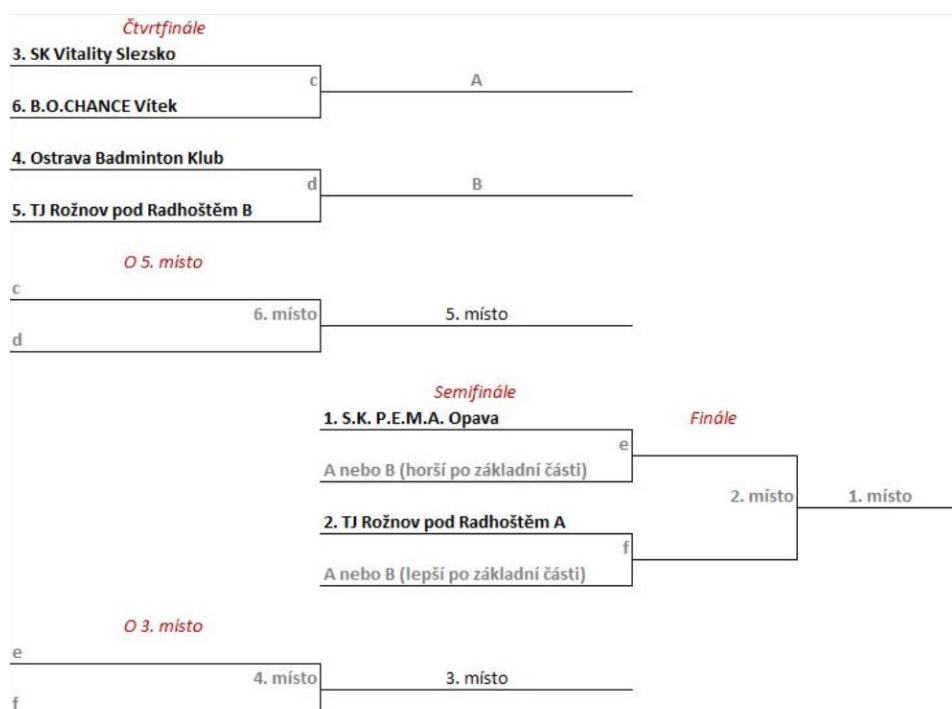 Čtvrtfinále
3. SK Vitality Slezsko
c
A
6. B.O.CHANCE Vítek
4. Ostrava Badminton Klub
d
B
5. TJ Rožnov pod Radhoštěm B
O 5. místo
c
6. místo
5. místo
d
Semifinále
1. S.K. P.E.M.A. Opava
Finále
e
A nebo B (horší po základní části)
2. místo
1. místo
2. TJ Rožnov pod Radhoštěm A
f
A nebo B (lepší po základní části)
O 3. místo
e
4. místo
3. místo
f